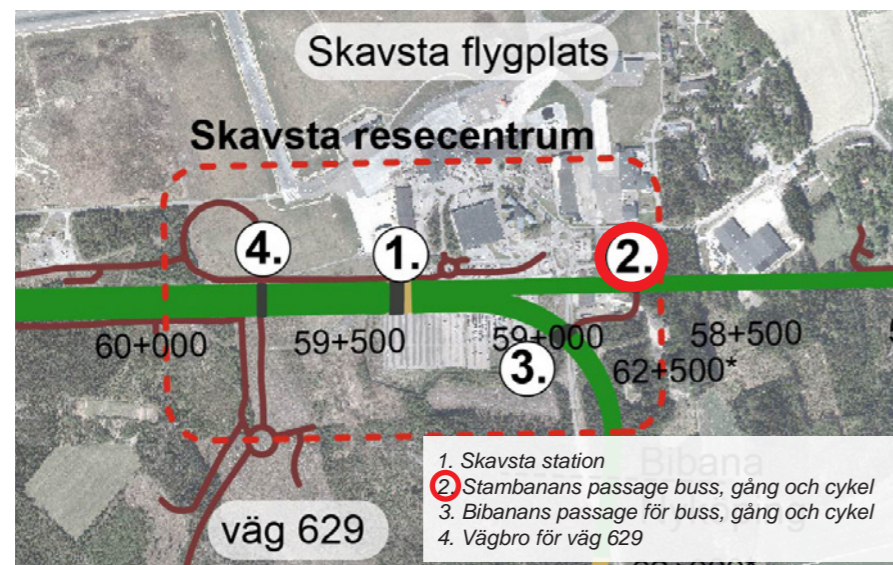 Skavsta flygplats
Skavsta resecentrum
4.
1.
2.
60+000
59+500
59+000
58+500
3.
62+500*
väg 629
Bibana
1. Skavsta station
2. Stambanans passage buss, gång och cykel
3. Bibanans passage för buss, gång och cykel
4. Vägbro för väg 629